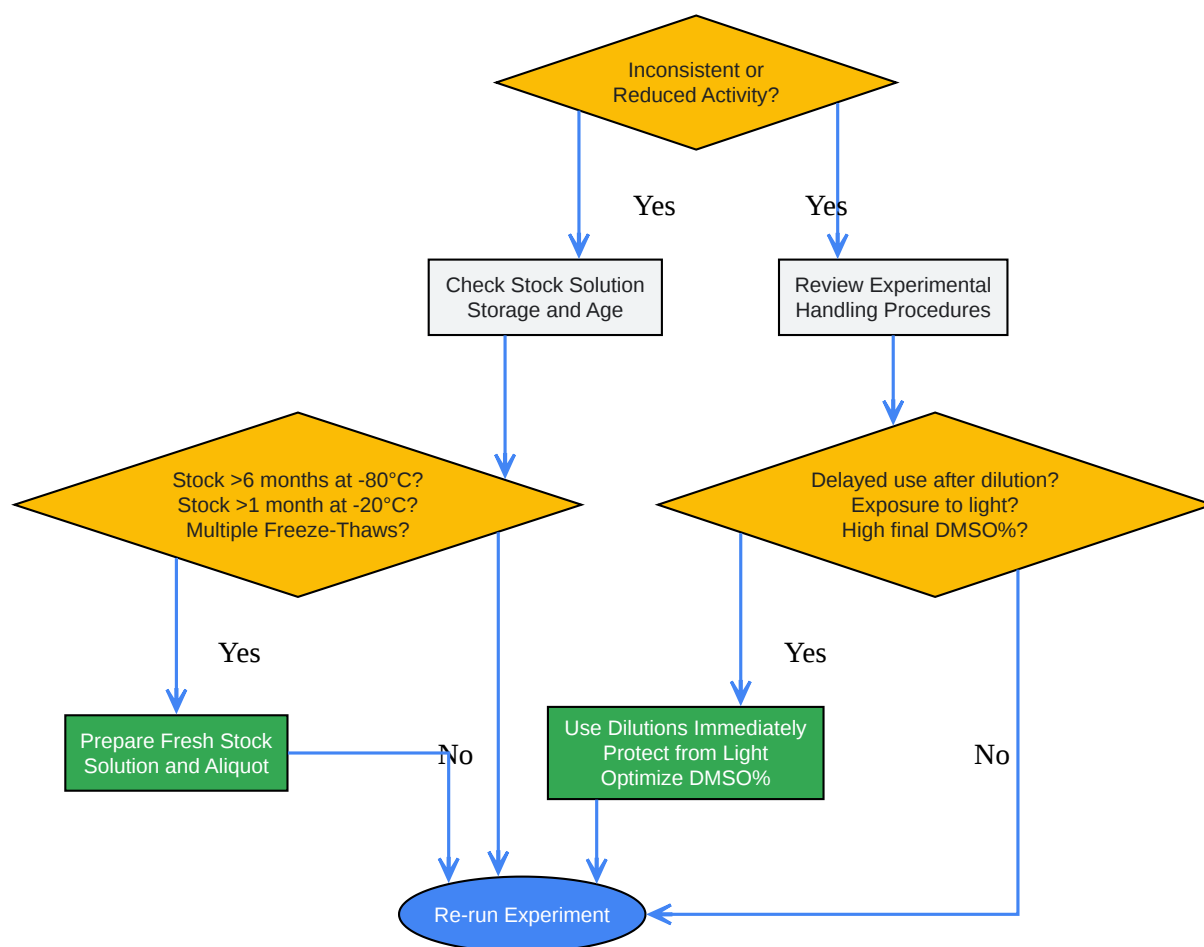 Inconsistent or
Reduced Activity?
Yes
Yes
Check Stock Solution
Storage and Age
Review Experimental
Handling Procedures
Stock >6 months at -80°C?
Stock >1 month at -20°C?
Multiple Freeze-Thaws?
Delayed use after dilution?
Exposure to light?
High final DMSO%?
Yes
Yes
Prepare Fresh Stock
Solution and Aliquot
No
Use Dilutions Immediately
Protect from Light
Optimize DMSO%
No
Re-run Experiment